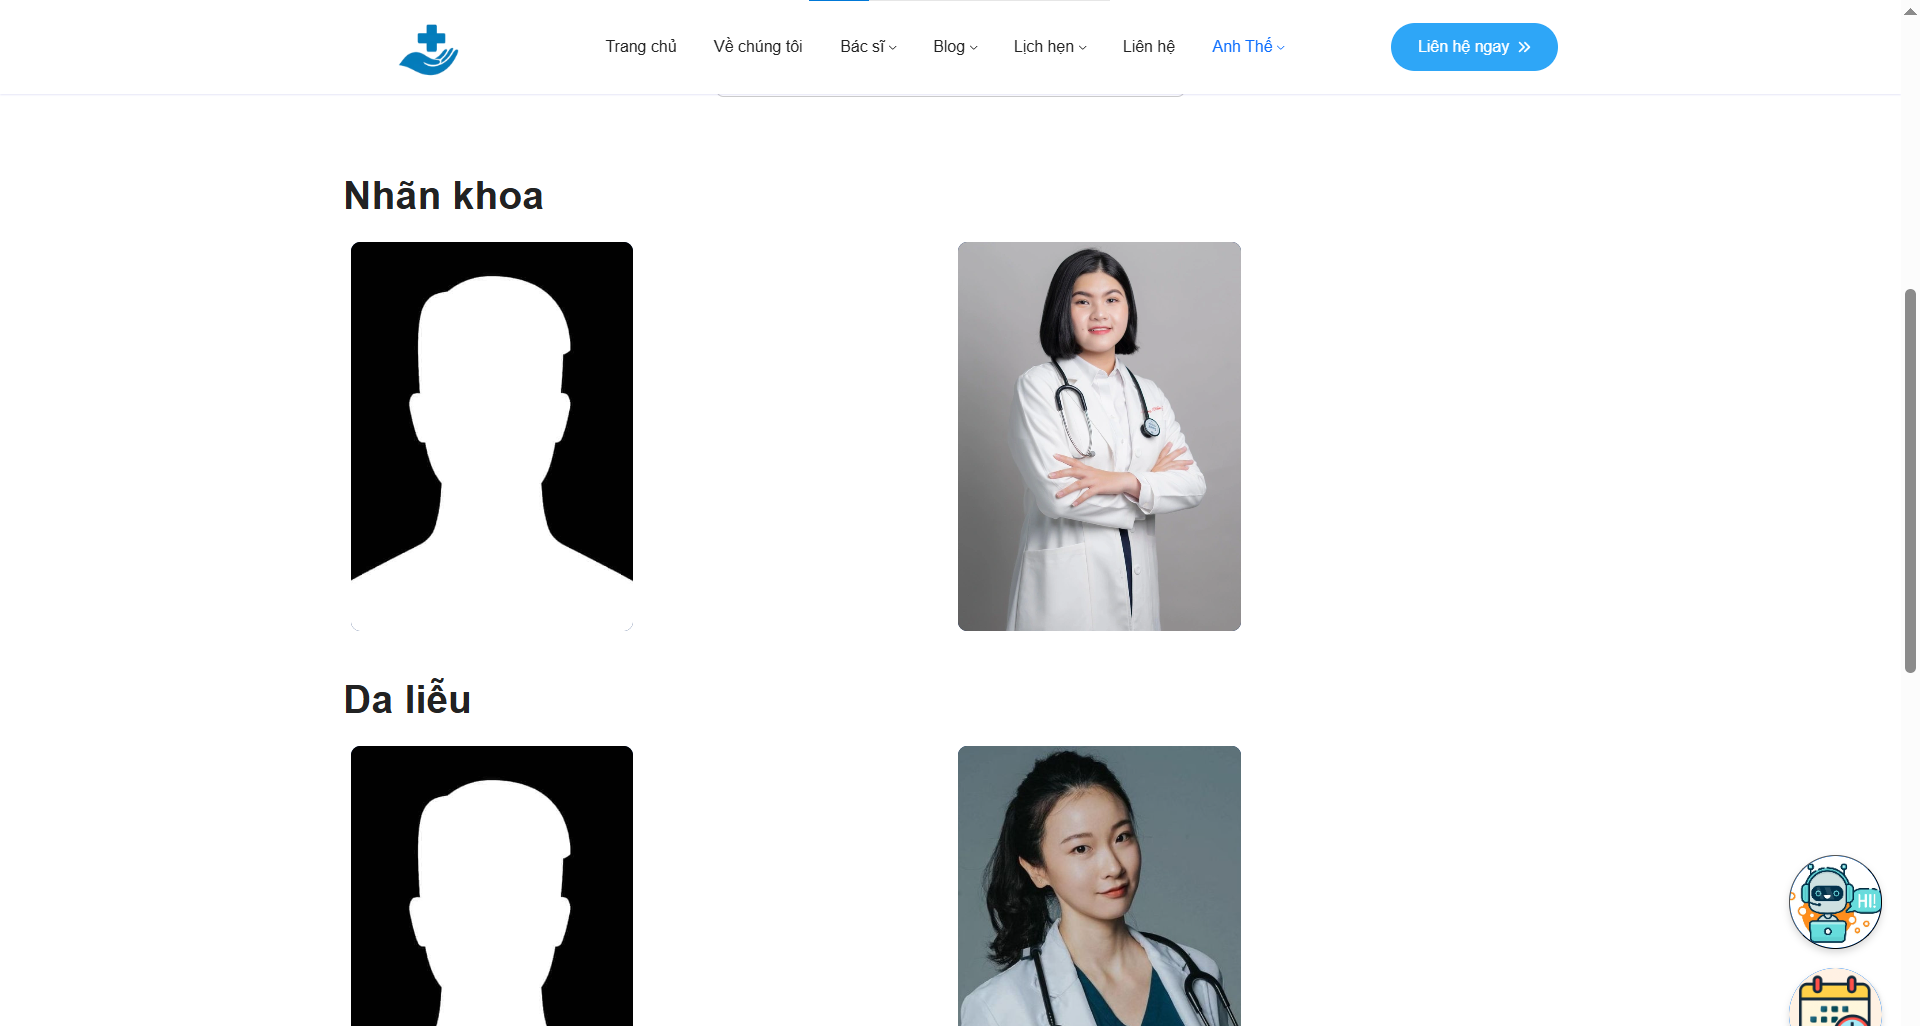 Trang chủ Về chúng tôi Bác sĩ Blog Lịch hẹn Liên hệ Anh Thế Liên hệ ngay
Nhãn khoa
Da liễu
HI!